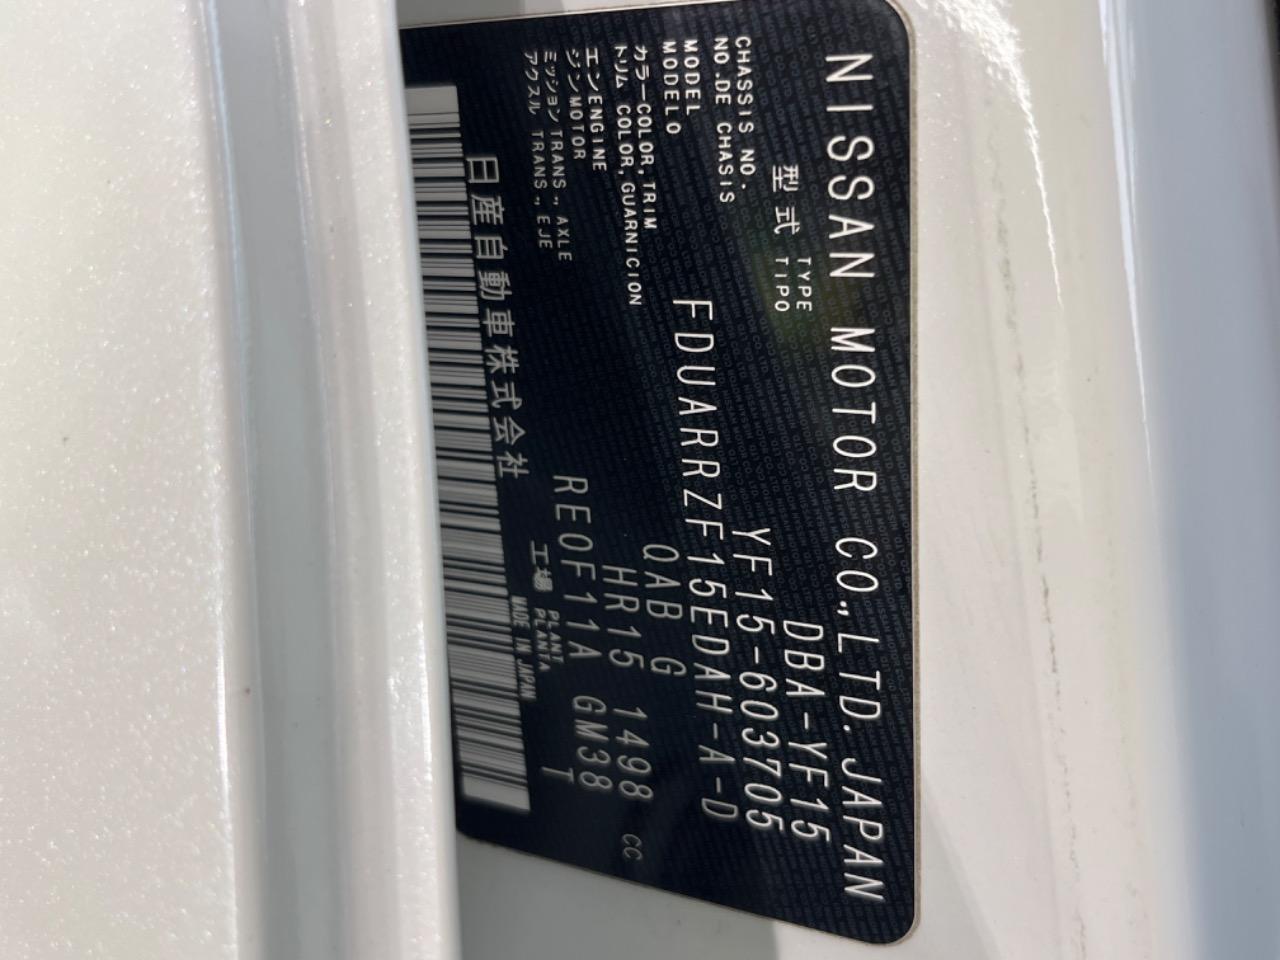 NISSAN MOTOR CO.,LTD. JAPAN
型式 TYPE TIPO DBA-YF15
CHASSIS NO. NO.DE CHASIS YF15-603705
MODEL MODELO FDUARRZF15EDAH-A-D
カラー COLOR,TRIM トリム COLOR,GUARNICION QAB G
エンジン ENGINE MOTOR HR15 1498 CC
ミッション TRANS., AXLE アクスル TRANS., EJE RE0F11A GM38
工場 PLANT PLANTA T
日産自動車株式会社 MADE IN JAPAN